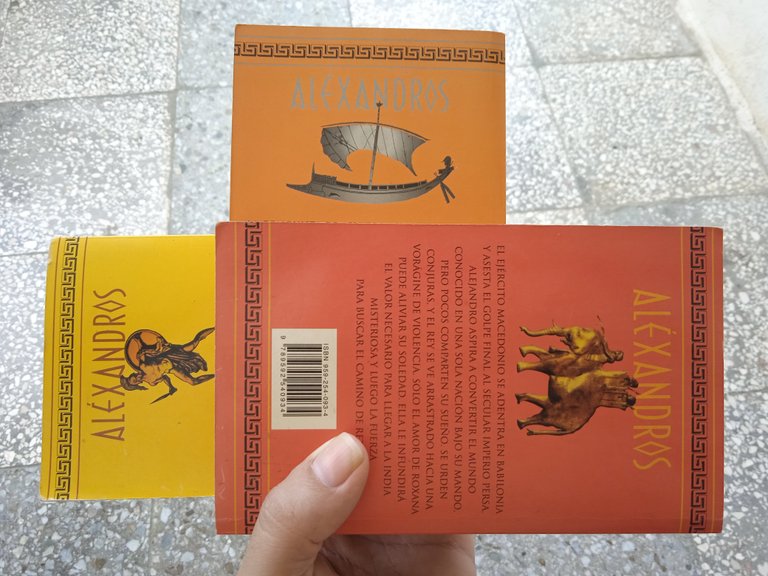 ALÉXANDROS
ALÉXANDROS
ALÉXANDROS
EL EJÉRCITO MACEDONIO SE ADENTRA EN BABILONIA
Y ASESTA EL GOLPE FINAL AL SECULAR IMPERIO PERSA.
ALEJANDRO ASPIRA A CONVERTIR EL MUNDO
CONOCIDO EN UNA SOLA NACIÓN BAJO SU MANDO,
PERO POCOS COMPARTEN SU SUEÑO. SE URDEN
CONJURAS, Y EL REY SE VE ARRASTRADO HACIA UNA
VORÁGINE DE VIOLENCIA. SÓLO EL AMOR DE ROXANA
PUEDE ALIVIAR SU SOLEDAD. ELLA LE INFUNDIRÁ
EL VALOR NECESARIO PARA LLEGAR A LA INDIA
MISTERIOSA Y LUEGO LA FUERZA
PARA BUSCAR EL CAMINO DE
ISBN 959-254-093-4
9 789592 540934